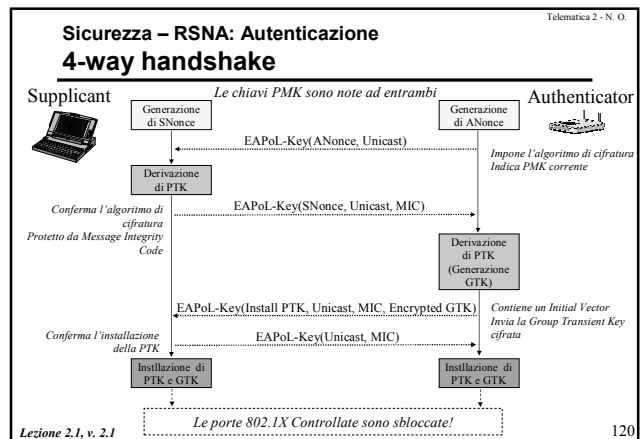 Telematica 2 - N. O.
Sicurezza – RSNA: Autenticazione
4-way handshake
Le chiavi PMK sono note ad entrambi
Supplicant
Authenticator
Generazione
di SNonce
Generazione
di ANonce
EAPoL-Key(ANonce, Unicast)
Impone l'algoritmo di cifratura
Indica PMK corrente
Derivazione
di PTK
Conferma l'algoritmo di
cifratura
Protetto da Message Integrity
Code
EAPoL-Key(SNonce, Unicast, MIC)
Derivazione
di PTK
(Generazione
GTK)
EAPoL-Key(Install PTK, Unicast, MIC, Encrypted GTK)
Contiene un Initial Vector
Invia la Group Transient Key
cifrata
Conferma l'installazione
della PTK
EAPoL-Key(Unicast, MIC)
Instllazione di
PTK e GTK
Instllazione di
PTK e GTK
Le porte 802.1X Controllate sono sbloccate!
Lezione 2.1, v. 2.1
120